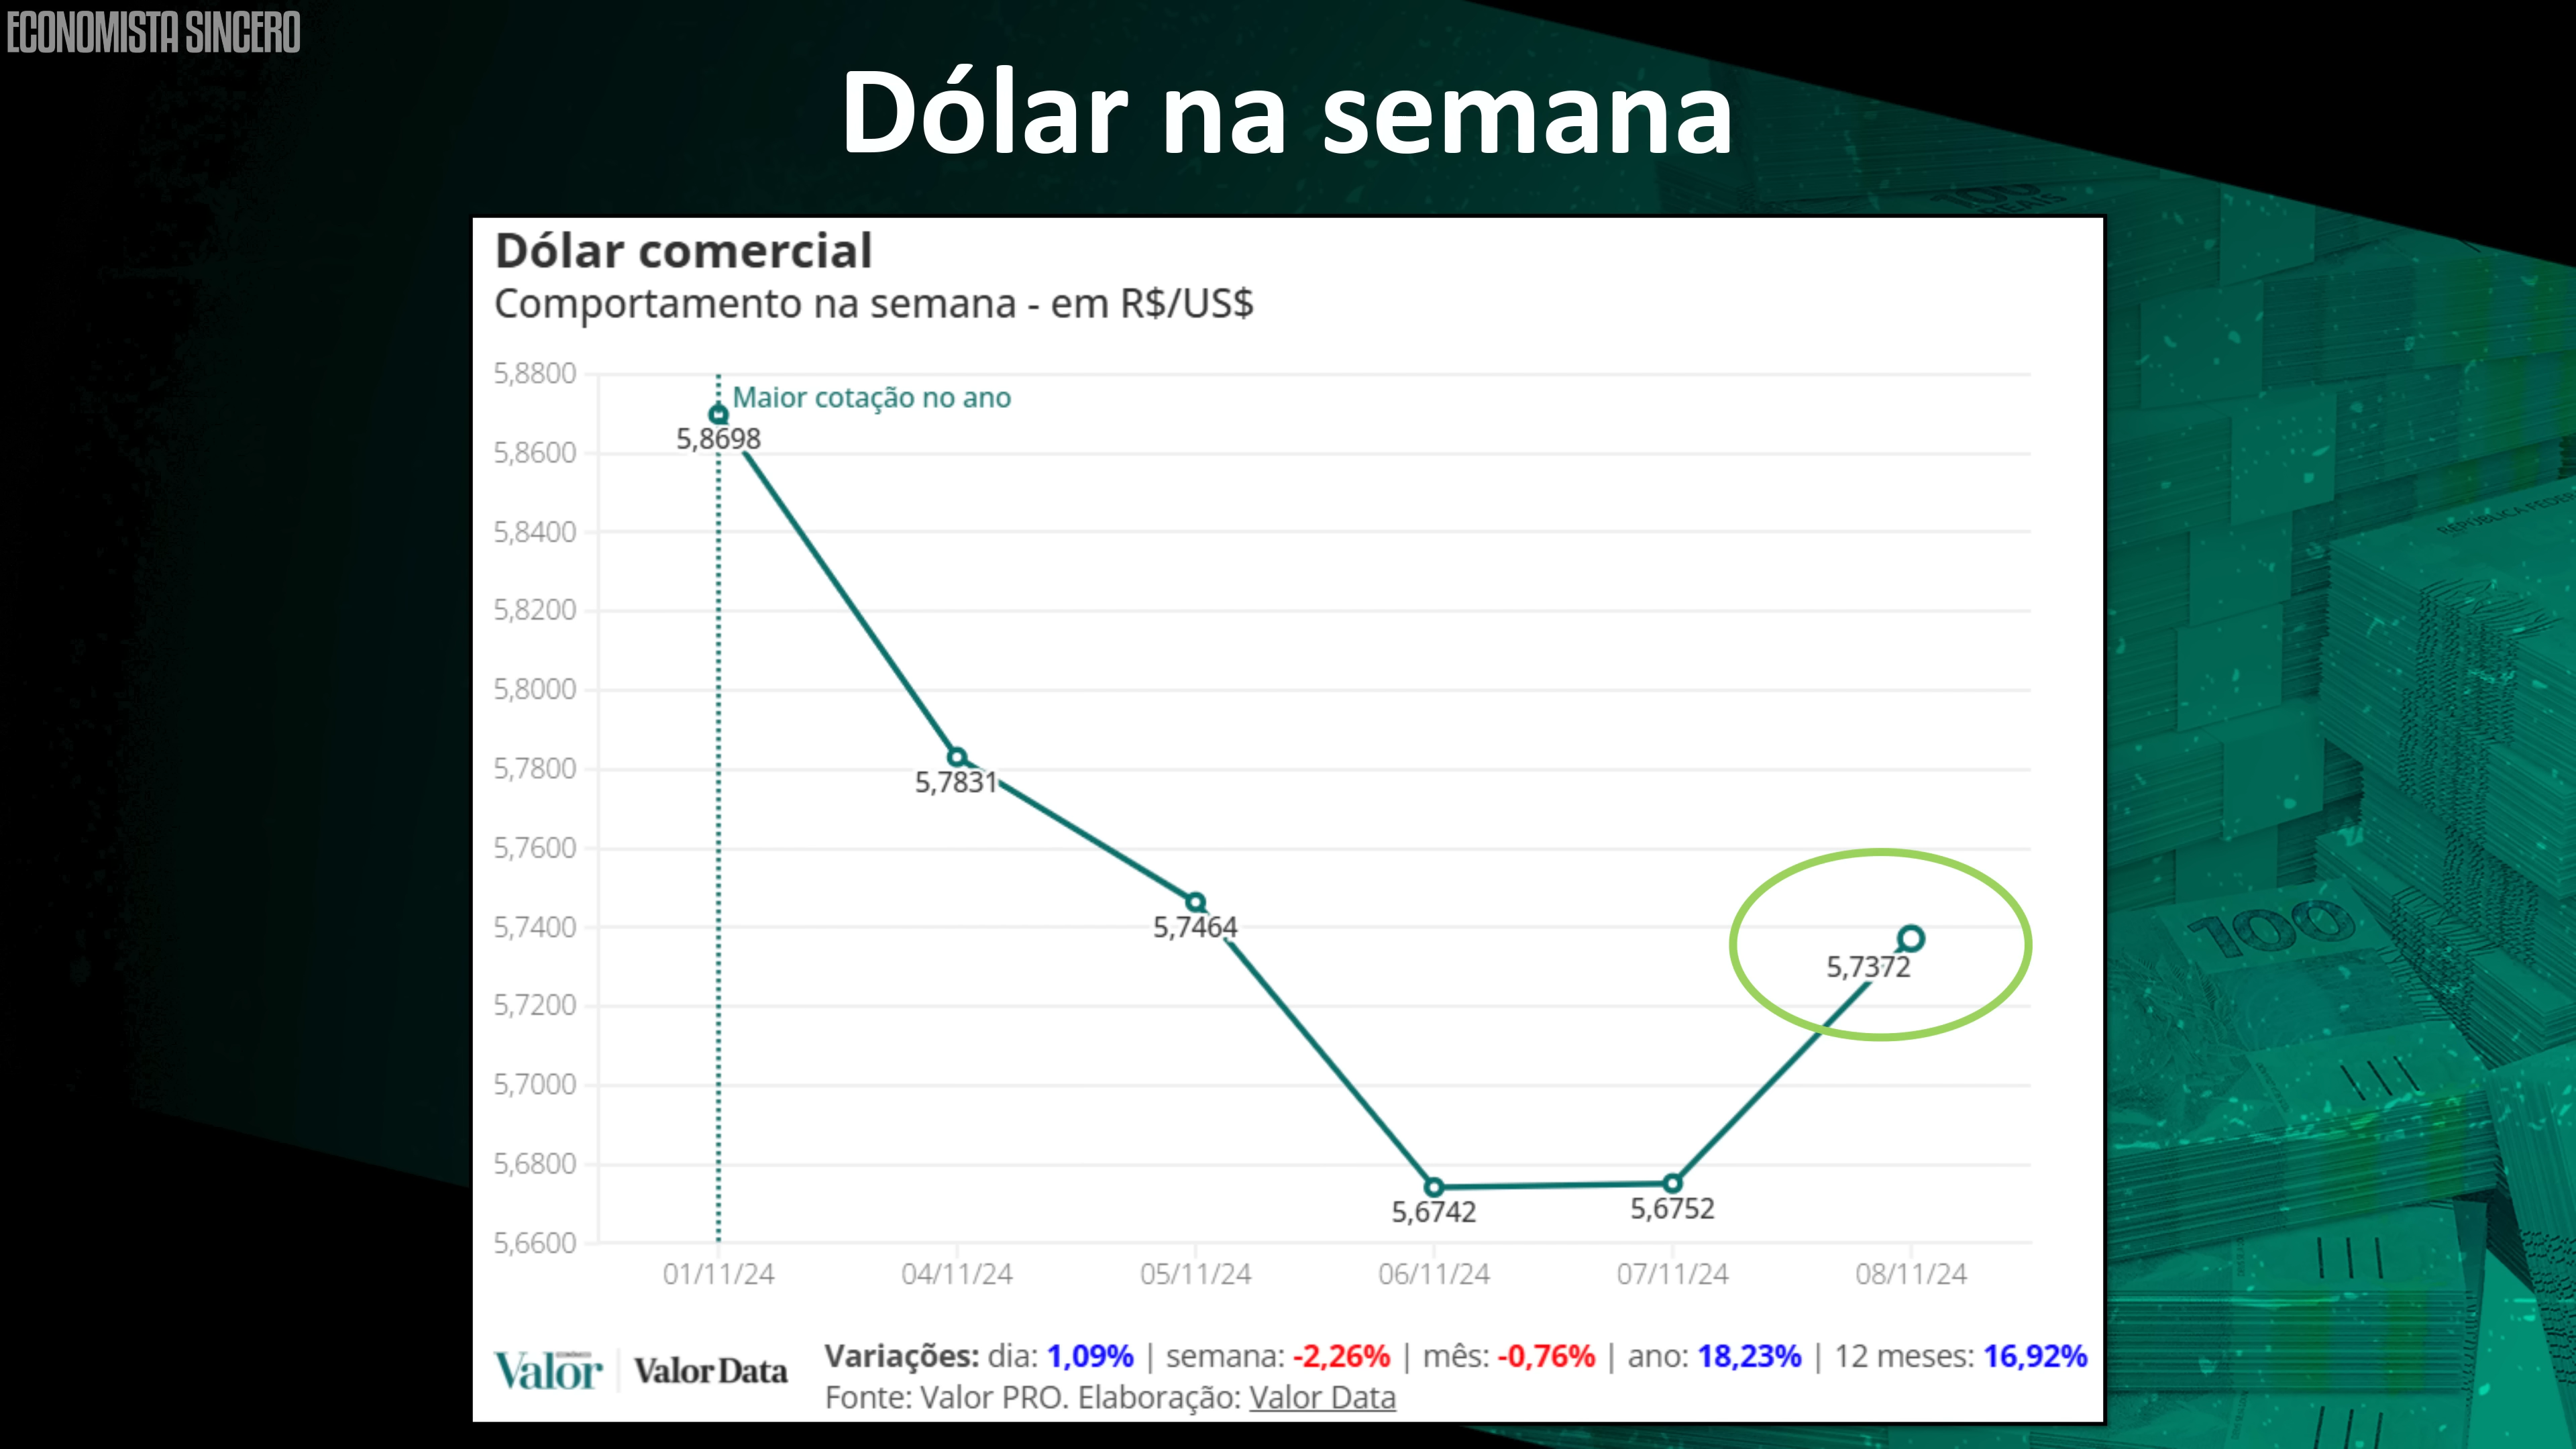 ECONOMISTA SINCERO
Dólar na semana
Dólar comercial
Comportamento na semana - em R$/US$
5,8800
Maior cotação no ano
5,8698
5,8600
5,8400
5,8200
5,8000
5,7800
5,7831
5,7600
5,7464
5,7400
5,7372
5,7200
5,7000
5,6800
5,6742
5,6752
5,6600
01/11/24 04/11/24 05/11/24 06/11/24 07/11/24 08/11/24
Valor ECONÔMICO | Valor Data
Variações: dia: 1,09% | semana: -2,26% | mês: -0,76% | ano: 18,23% | 12 meses: 16,92%
Fonte: Valor PRO. Elaboração: Valor Data
100
REAIS
100